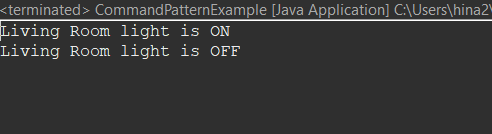 <terminated> CommandPatternExample [Java Application] C:\Users\hina2\
Living Room light is ON
Living Room light is OFF